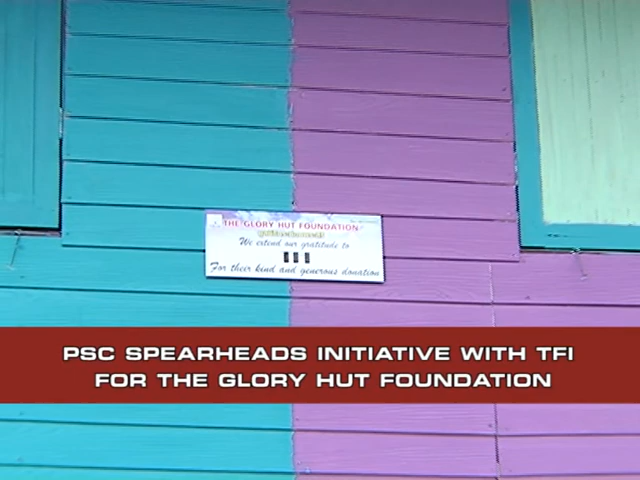 THE GLORY HUT FOUNDATION
We extend our gratitude to
For their kind and generous donation
PSC SPEARHEADS INITIATIVE WITH TFI
FOR THE GLORY HUT FOUNDATION